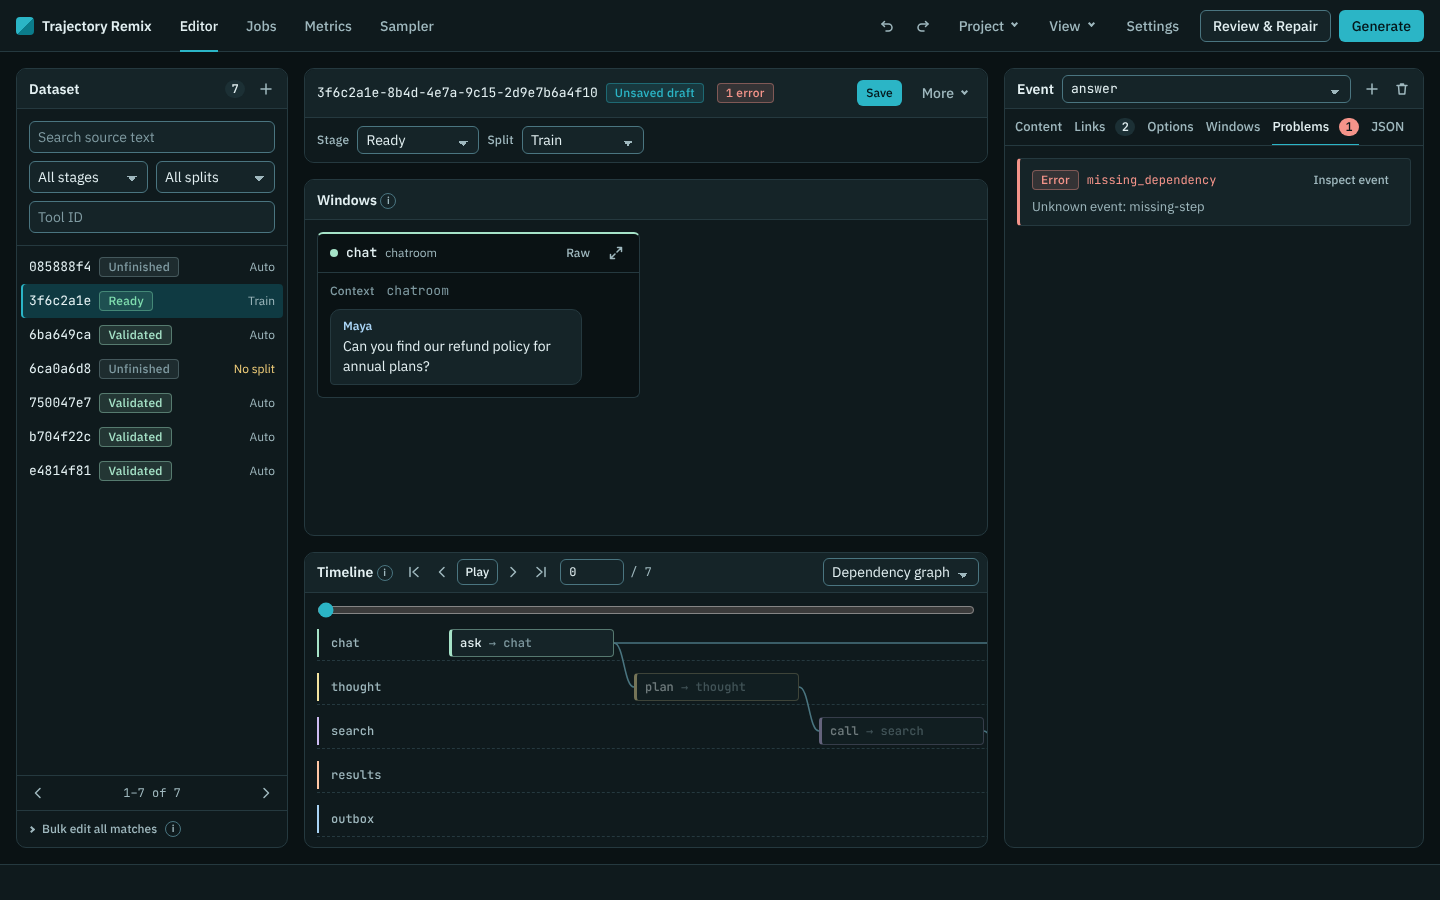 Trajectory Remix
Editor
Jobs
Metrics
Sampler
Project
View
Settings
Review & Repair
Generate
Dataset
7
Search source text
All stages
All splits
Tool ID
085888f4 Unfinished Auto
3f6c2a1e Ready Train
6ba649ca Validated Auto
6ca0a6d8 Unfinished No split
750047e7 Validated Auto
b704f22c Validated Auto
e4814f81 Validated Auto
1–7 of 7
Bulk edit all matches
3f6c2a1e-8b4d-4e7a-9c15-2d9e7b6a4f10 Unsaved draft 1 error Save More
Stage Ready Split Train
Windows
chat chatroom Raw
Context chatroom
Maya
Can you find our refund policy for
annual plans?
Timeline Play 0 / 7 Dependency graph
chat ask → chat
thought plan → thought
search call → search
results
outbox
Event answer
Content Links 2 Options Windows Problems 1 JSON
Error missing_dependency Inspect event
Unknown event: missing-step